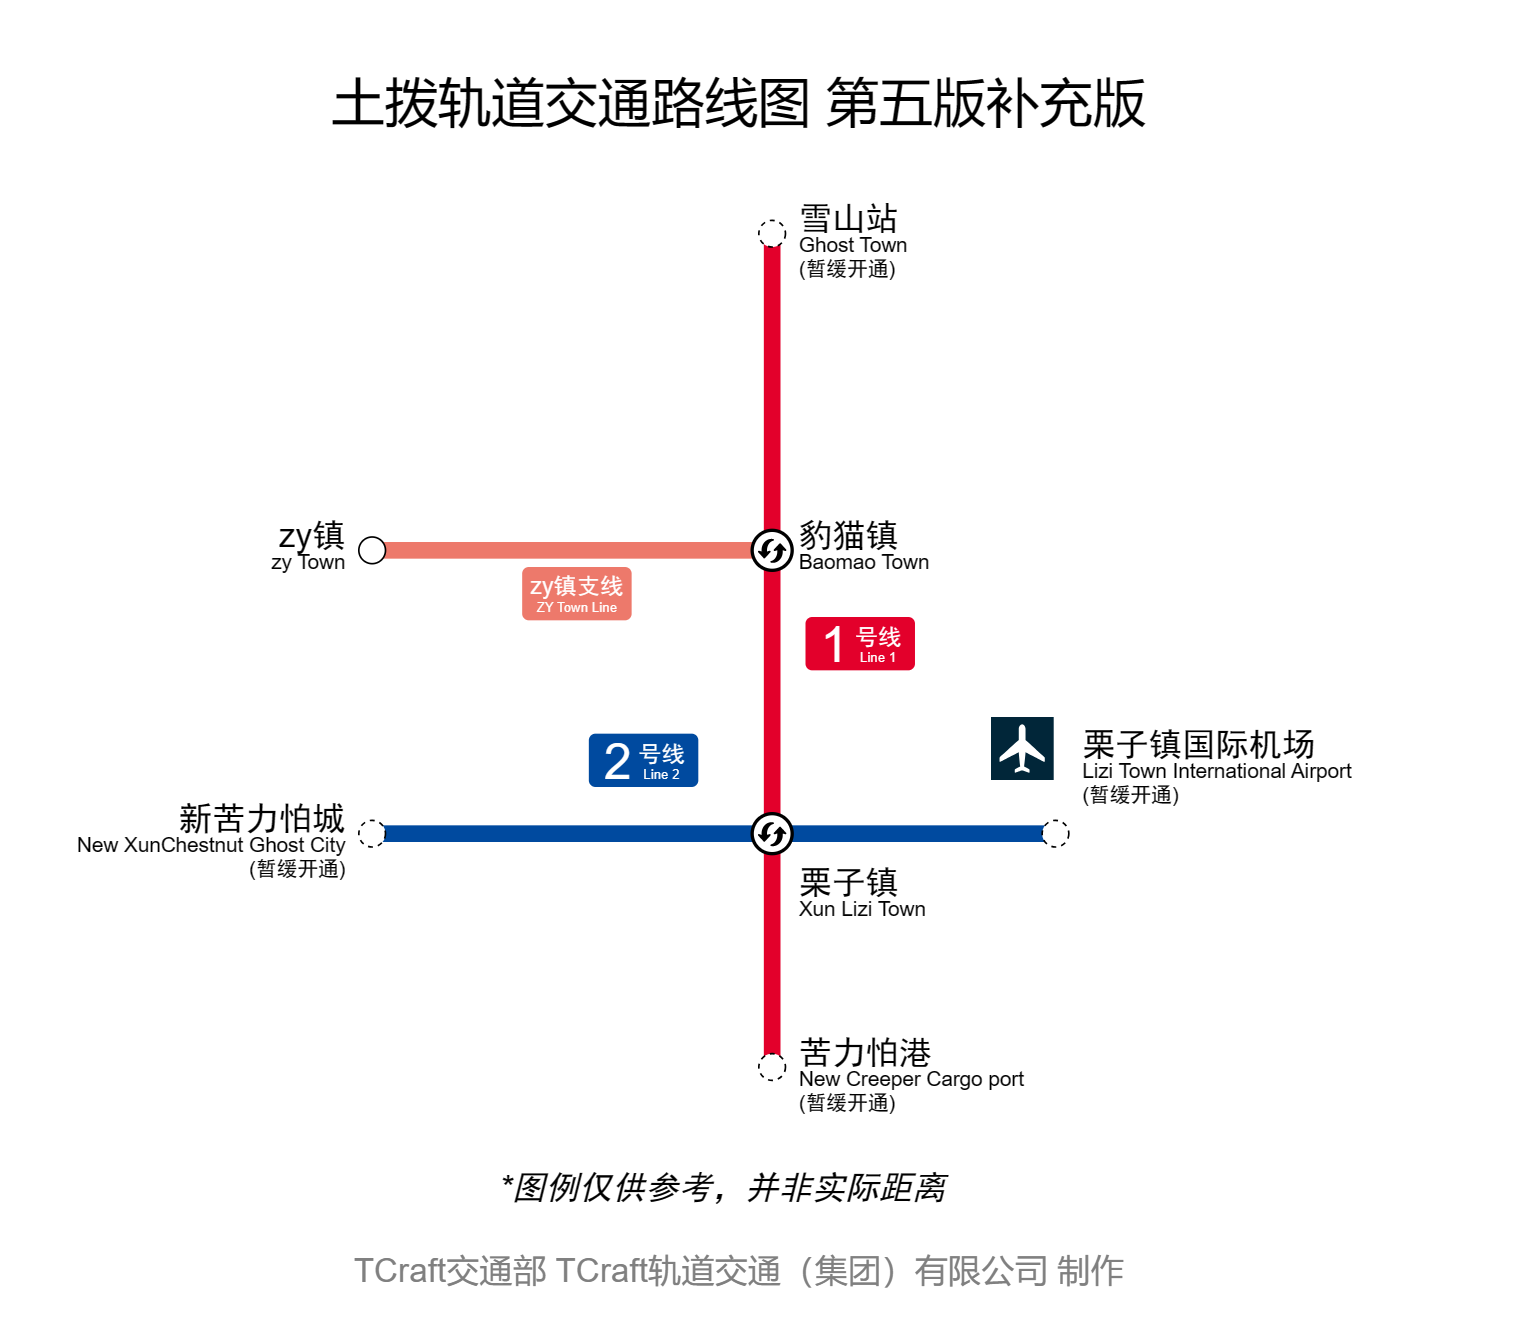 土拨轨道交通路线图 第五版补充版
雪山站
Ghost Town
(暂缓开通)
zy镇
zy Town
豹猫镇
Baomao Town
zy镇支线
ZY Town Line
1 号线
Line 1
2 号线
Line 2
栗子镇国际机场
Lizi Town International Airport
(暂缓开通)
新苦力怕城
New XunChestnut Ghost City
(暂缓开通)
栗子镇
Xun Lizi Town
苦力怕港
New Creeper Cargo port
(暂缓开通)
*图例仅供参考，并非实际距离
TCraft交通部 TCraft轨道交通（集团）有限公司 制作